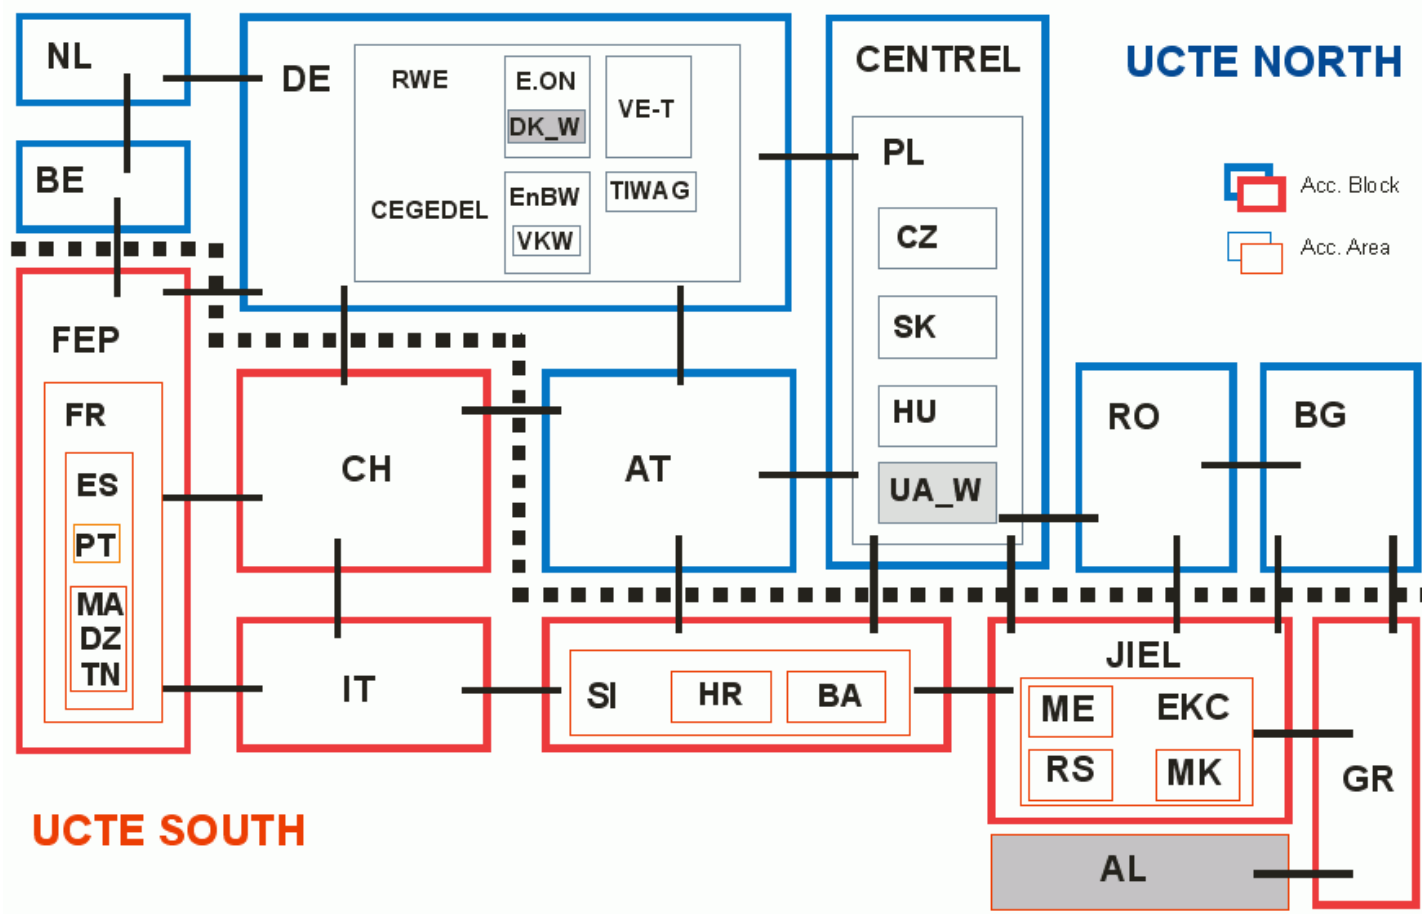 NL
DE
RWE
E.ON
DK_W
VE-T
CEGEDEL
EnBW
VKW
TIWAG
CENTREL
PL
CZ
SK
HU
UA_W
UCTE NORTH
Acc. Block
Acc. Area
BE
FEP
FR
ES
PT
MA
DZ
TN
CH
AT
RO
BG
IT
SI
HR
BA
JIEL
ME
EKC
RS
MK
GR
AL
UCTE SOUTH